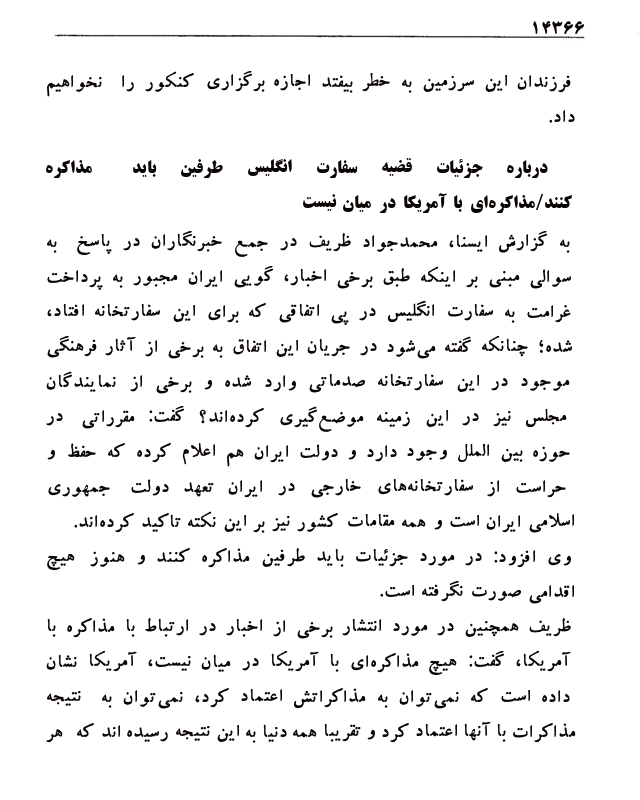 ۱۴۳۶۶
فرزندان این سرزمین به خطر بیفتد اجازه برگزاری کنکور را نخواهیم
داد.
درباره جزئیات قضیه سفارت انگلیس طرفین باید مذاکره
کنند/مذاکره‌ای با آمریکا در میان نیست
به گزارش ایسنا، محمدجواد ظریف در جمع خبرنگاران در پاسخ به
سوالی مبنی بر اینکه طبق برخی اخبار، گویی ایران مجبور به پرداخت
غرامت به سفارت انگلیس در پی اتفاقی که برای این سفارتخانه افتاد،
شده؛ چنانکه گفته می‌شود در جریان این اتفاق به برخی از آثار فرهنگی
موجود در این سفارتخانه صدماتی وارد شده و برخی از نمایندگان
مجلس نیز در این زمینه موضع‌گیری کرده‌اند؟ گفت: مقرراتی در
حوزه بین الملل وجود دارد و دولت ایران هم اعلام کرده که حفظ و
حراست از سفارتخانه‌های خارجی در ایران تعهد دولت جمهوری
اسلامی ایران است و همه مقامات کشور نیز بر این نکته تاکید کرده‌اند.
وی افزود: در مورد جزئیات باید طرفین مذاکره کنند و هنوز هیچ
اقدامی صورت نگرفته است.
ظریف همچنین در مورد انتشار برخی از اخبار در ارتباط با مذاکره با
آمریکا، گفت: هیچ مذاکره‌ای با آمریکا در میان نیست، آمریکا نشان
داده است که نمی‌توان به مذاکراتش اعتماد کرد، نمی‌توان به نتیجه
مذاکرات با آنها اعتماد کرد و تقریبا همه دنیا به این نتیجه رسیده اند که هر